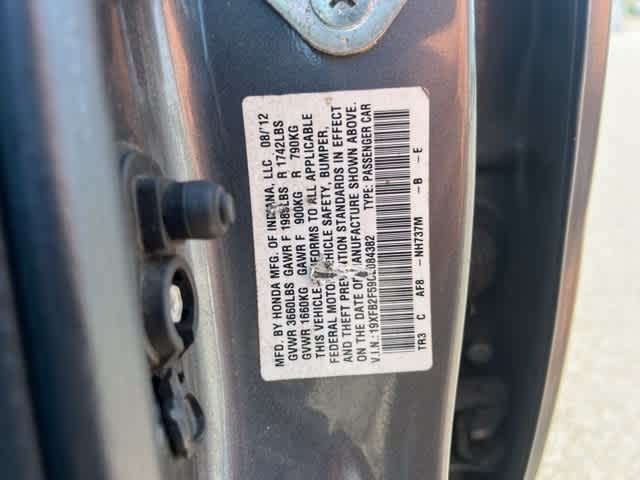 MFD. BY HONDA MFG. OF INDIANA, LLC 08/'12
GVWR 3660LBS GAWR F LBS R 1742LBS
GVWR 1660KG GAWR F 900KG R 790KG
THIS VEHICLE TO ALL APPLICABLE
FEDERAL MOTOR VEHICLE SAFETY, BUMPER,
AND THEFT PREVENTION STANDARDS IN EFFECT
ON THE DATE OF MANUFACTURE SHOWN ABOVE.
V.I.N.: TYPE: PASSENGER CAR
TR3 C AF8 -NH737M -B -E